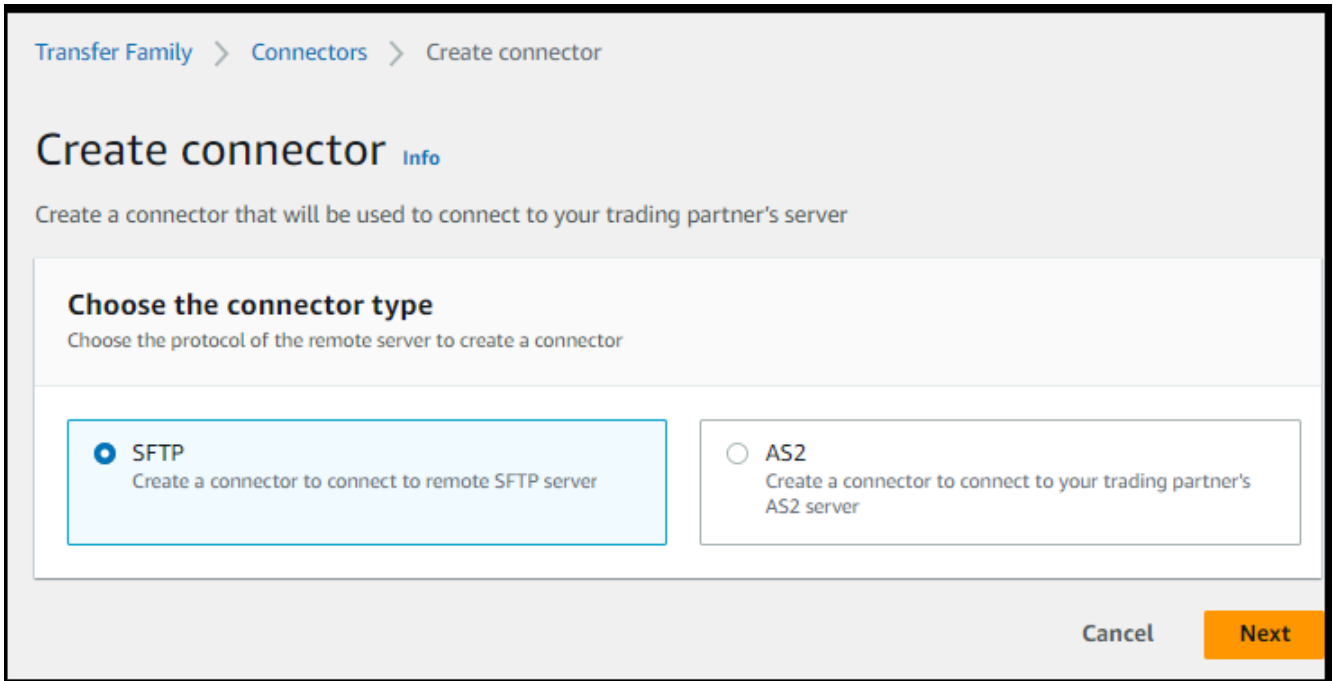 Transfer Family > Connectors > Create connector
Create connector Info
Create a connector that will be used to connect to your trading partner's server
Choose the connector type
Choose the protocol of the remote server to create a connector
SFTP
Create a connector to connect to remote SFTP server
AS2
Create a connector to connect to your trading partner's
AS2 server
Cancel Next